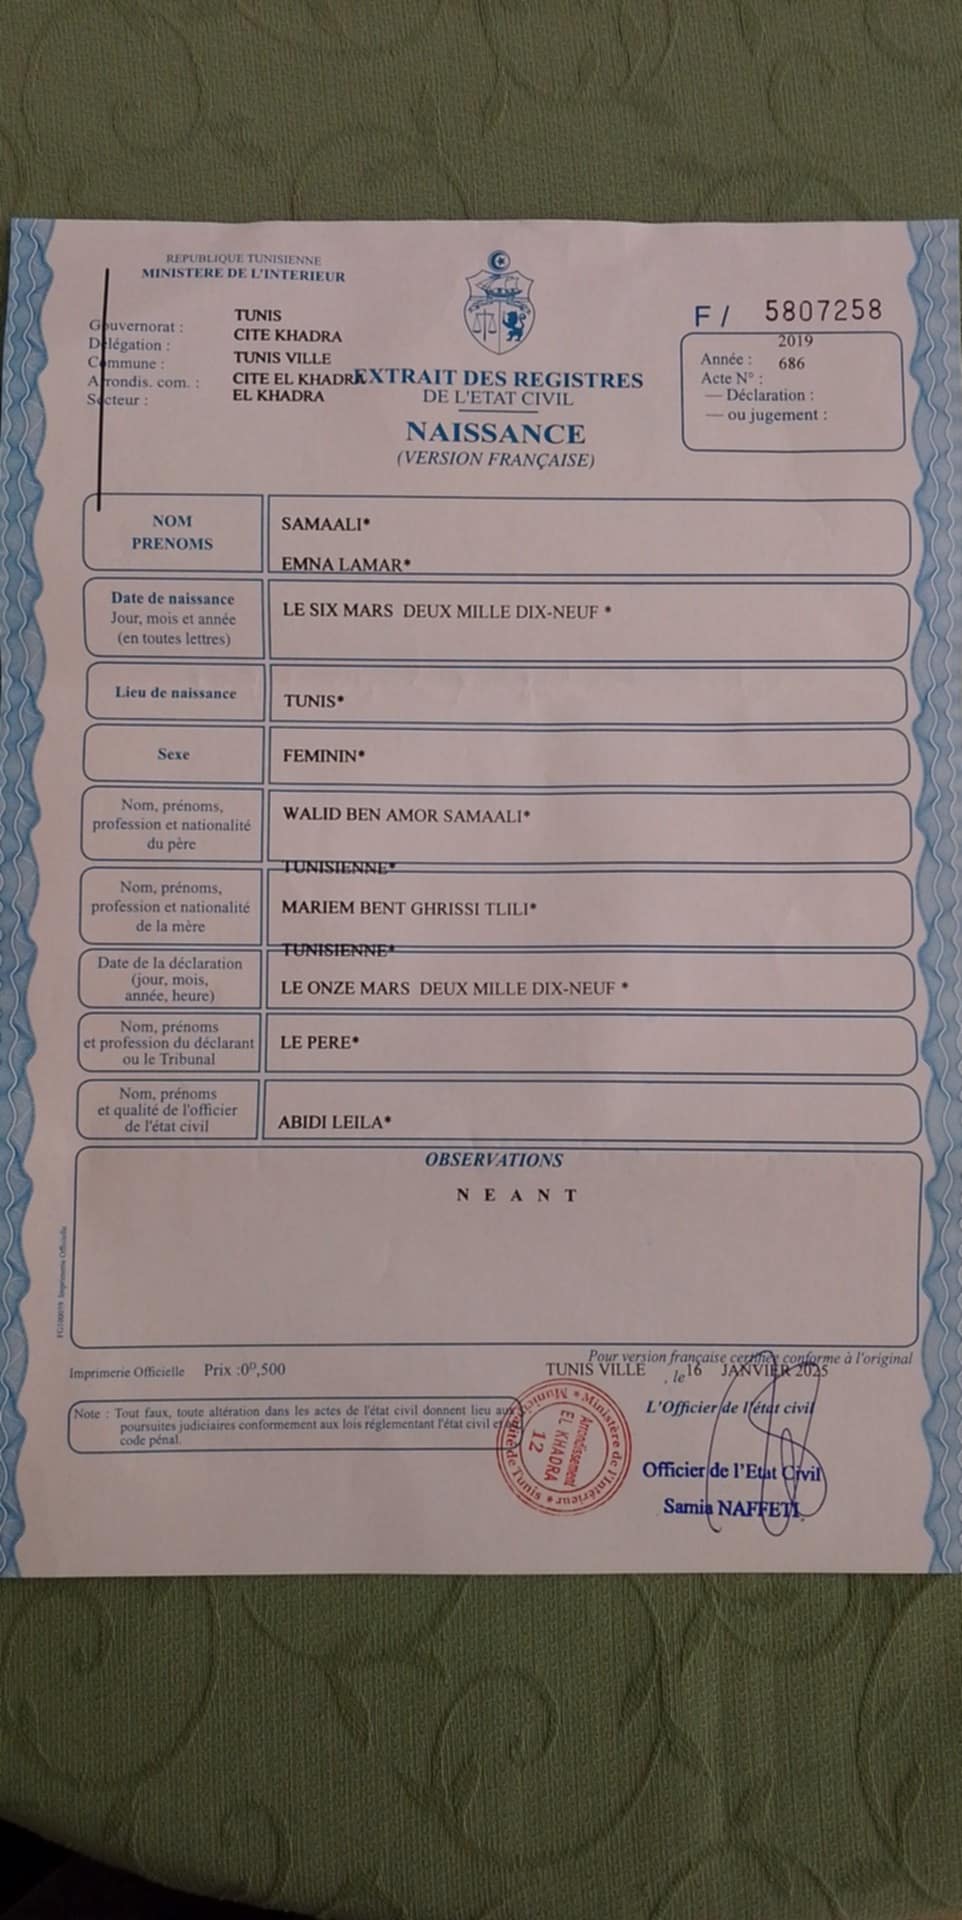 REPUBLIQUE TUNISIENNE
MINISTERE DE L'INTERIEUR
Gouvernorat : TUNIS
Délégation : CITE KHADRA
Commune : TUNIS VILLE
Arrondis. com. : CITE EL KHADRA
Secteur : EL KHADRA
EXTRAIT DES REGISTRES
DE L'ETAT CIVIL
NAISSANCE
(VERSION FRANÇAISE)
F / 5807258
Année : 2019
Acte N° : 686
— Déclaration :
— ou jugement :
NOM
PRENOMS
SAMAALI*
EMNA LAMAR*
Date de naissance
Jour, mois et année
(en toutes lettres)
LE SIX MARS DEUX MILLE DIX-NEUF *
Lieu de naissance
TUNIS*
Sexe
FEMININ*
Nom, prénoms,
profession et nationalité
du père
WALID BEN AMOR SAMAALI*
TUNISIENNE*
Nom, prénoms,
profession et nationalité
de la mère
MARIEM BENT GHRISSI TLILI*
TUNISIENNE*
Date de la déclaration
(jour, mois,
année, heure)
LE ONZE MARS DEUX MILLE DIX-NEUF *
Nom, prénoms
et profession du déclarant
ou le Tribunal
LE PERE*
Nom, prénoms
et qualité de l'officier
de l'état civil
ABIDI LEILA*
OBSERVATIONS
N E A N T
Imprimerie Officielle
Prix :0ᴰ,500
Pour version française certifiée conforme à l'original
TUNIS VILLE , le 16 JANVIER 2025
L'Officier de l'état civil
Note : Tout faux, toute altération dans les actes de l'état civil donnent lieu aux
poursuites judiciaires conformement aux lois réglementant l'état civil et
code pénal.
Ministère de l'Intérieur * Municipalité de Tunis *
Arrondissement
EL KHADRA
12
Officier de l'Etat Civil
Samia NAFFETI